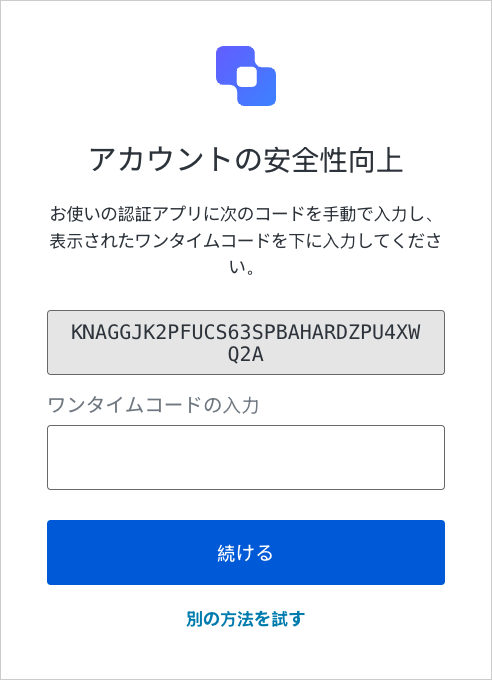 アカウントの安全性向上
お使いの認証アプリに次のコードを手動で入力し、
表示されたワンタイムコードを下に入力してくださ
い。
KNAGGJK2PFUCS63SPBAHARDZPU4XW
Q2A
ワンタイムコードの入力
続ける
別の方法を試す